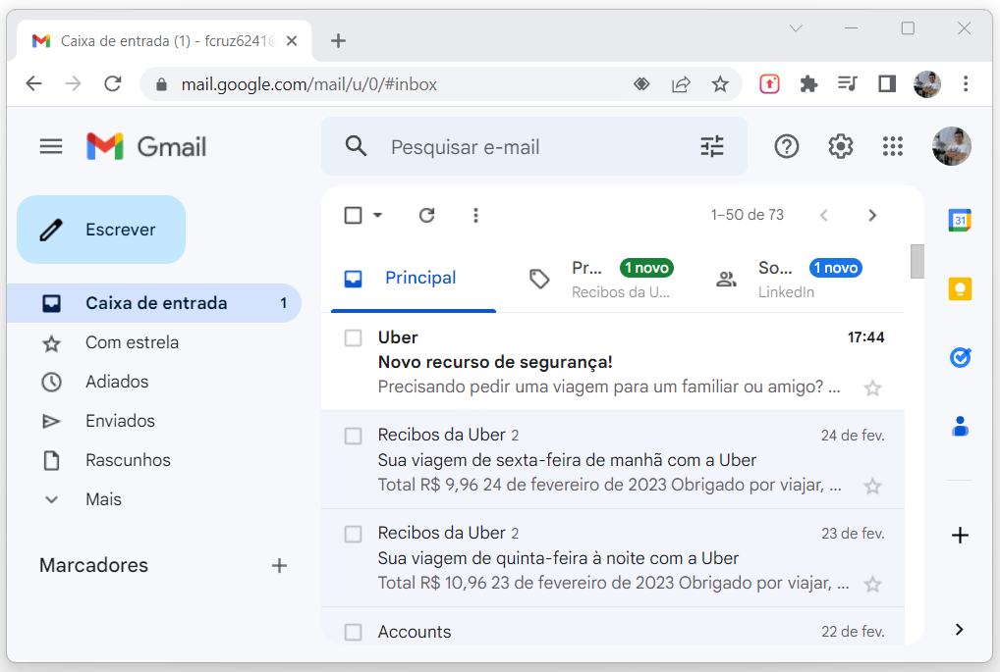 Caixa de entrada (1) - fcruz6241@
mail.google.com/mail/u/0/#inbox
Gmail
Pesquisar e-mail
Escrever
1–50 de 73
Principal
Pr... 1 novo
Recibos da U...
So... 1 novo
LinkedIn
Caixa de entrada 1
Com estrela
Adiados
Enviados
Rascunhos
Mais
Marcadores
Uber 17:44
Novo recurso de segurança!
Precisando pedir uma viagem para um familiar ou amigo? ...
Recibos da Uber 2 24 de fev.
Sua viagem de sexta-feira de manhã com a Uber
Total R$ 9,96 24 de fevereiro de 2023 Obrigado por viajar, ...
Recibos da Uber 2 23 de fev.
Sua viagem de quinta-feira à noite com a Uber
Total R$ 10,96 23 de fevereiro de 2023 Obrigado por viajar, ...
Accounts 22 de fev.
31